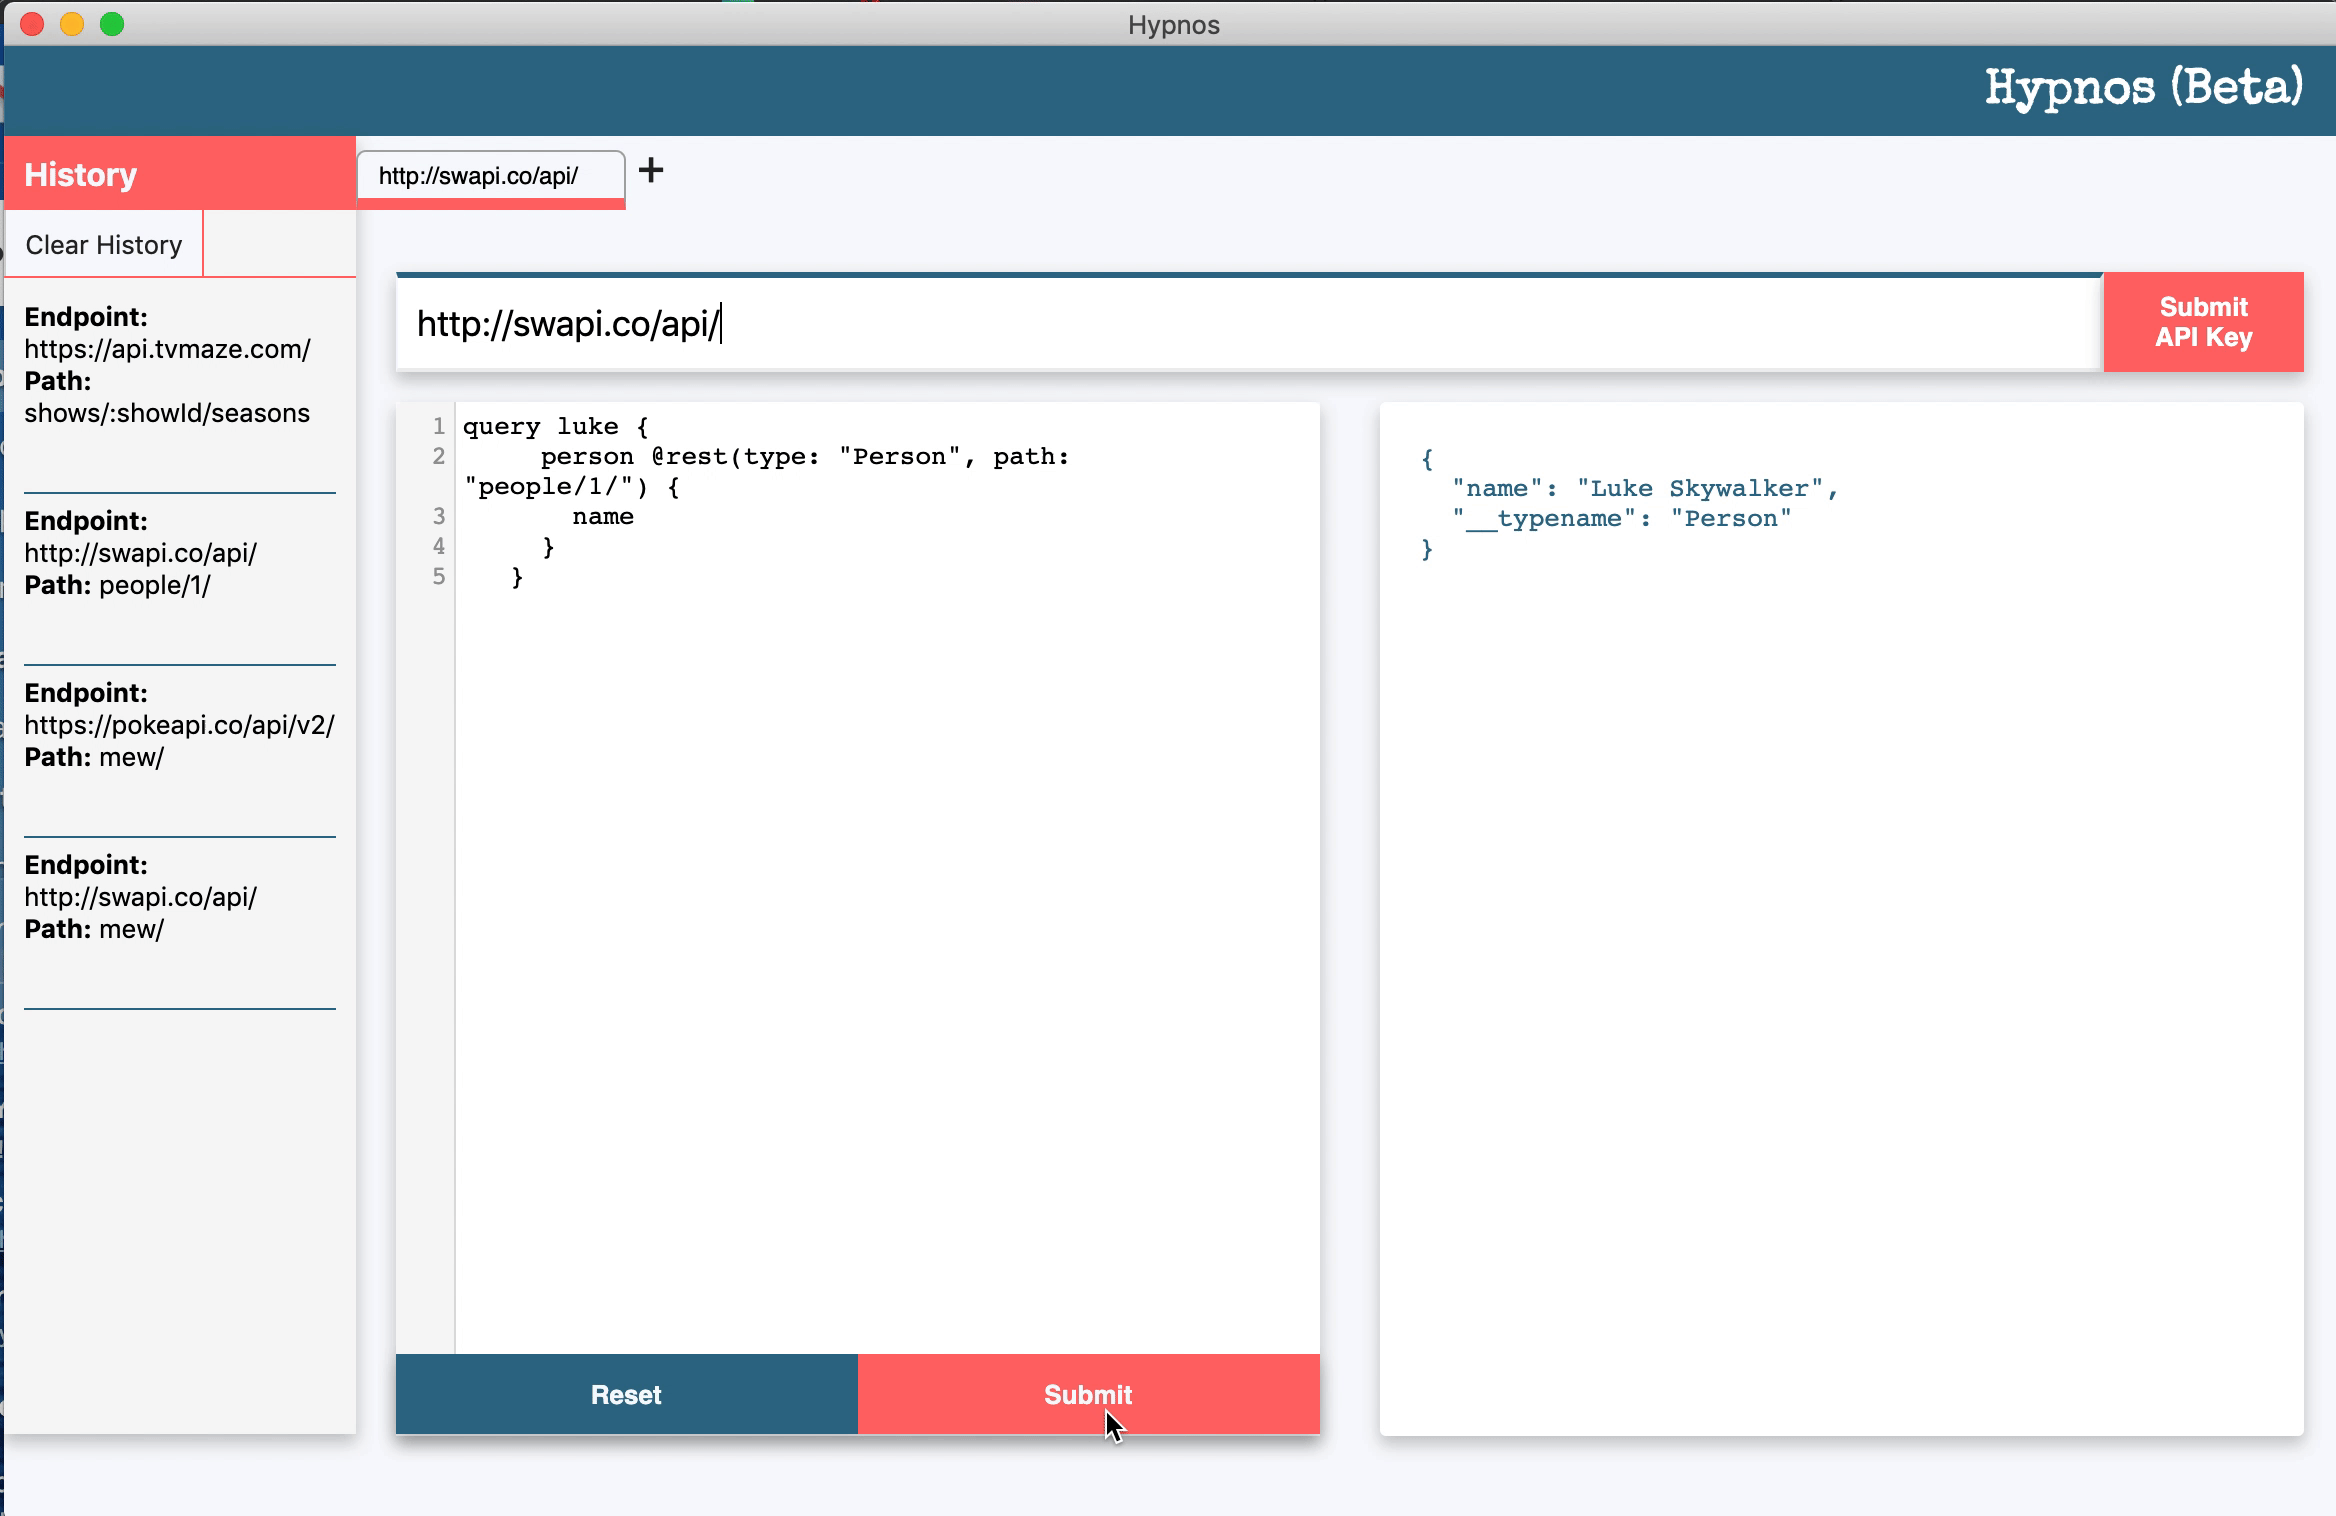 Hypnos
Hypnos (Beta)
History
Clear History
Endpoint:
https://api.tvmaze.com/
Path:
shows/:showId/seasons
Endpoint:
http://swapi.co/api/
Path: people/1/
Endpoint:
https://pokeapi.co/api/v2/
Path: mew/
Endpoint:
http://swapi.co/api/
Path: mew/
http://swapi.co/api/ +
http://swapi.co/api/
Submit
API Key
1 query luke {
2 person @rest(type: "Person", path:
"people/1/") {
3 name
4 }
5 }
Reset
Submit
{
"name": "Luke Skywalker",
"__typename": "Person"
}